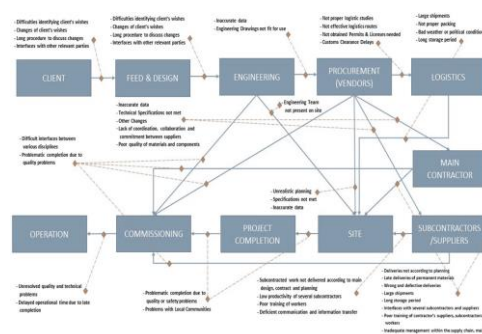 - Difficulties identifying client's wishes
- Changes of client's wishes
- Long procedure to discuss changes
- Interfaces with other relevant parties
- Difficulties identifying client's wishes
- Changes of client's wishes
- Long procedure to discuss changes
- Interfaces with other relevant parties
- Inaccurate data
- Engineering Drawings not fit for use
- Not proper logistic studies
- Not effective logistics routes
- Not obtained Permits & Licenses needed
- Customs Clearance Delays
- Large shipments
- Not proper packing
- Bad weather or political
- Long storage period
CLIENT
FEED & DESIGN
ENGINEERING
PROCUREMENT
(VENDORS)
LOGISTICS
- Inaccurate data
- Technical Specifications not met
- Other Changes
- Lack of coordination, collaboration and
commitment between suppliers
- Poor quality of materials and components
- Engineering Team
not present on site
- Difficult interfaces between
various disciplines
- Problematic completion due to
quality problems
MAIN
CONTRACTOR
- Unrealistic planning
- Specifications not met
- Inaccurate data
OPERATION
COMMISSIONING
PROJECT
COMPLETION
SITE
SUBCONTRACTORS
/SUPPLIERS
- Unresolved quality and technical
problems
- Delayed operational time due to late
completion
- Problematic completion due to
quality or safety problems
- Problems with Local Communities
- Subcontracted work not delivered according to main
design, contract and planning
- Low productivity of several subcontractors
- Poor training of workers
- Deficient communication and information transfer
- Deliveries not according to planning
- Late deliveries of permanent materials
- Wrong and defective deliveries
- Large shipments
- Long storage period
- Interfaces with several subcontractors and suppliers
- Poor training of contractor's suppliers, subcontractors
workers
- Inadequate management within the supply chain,